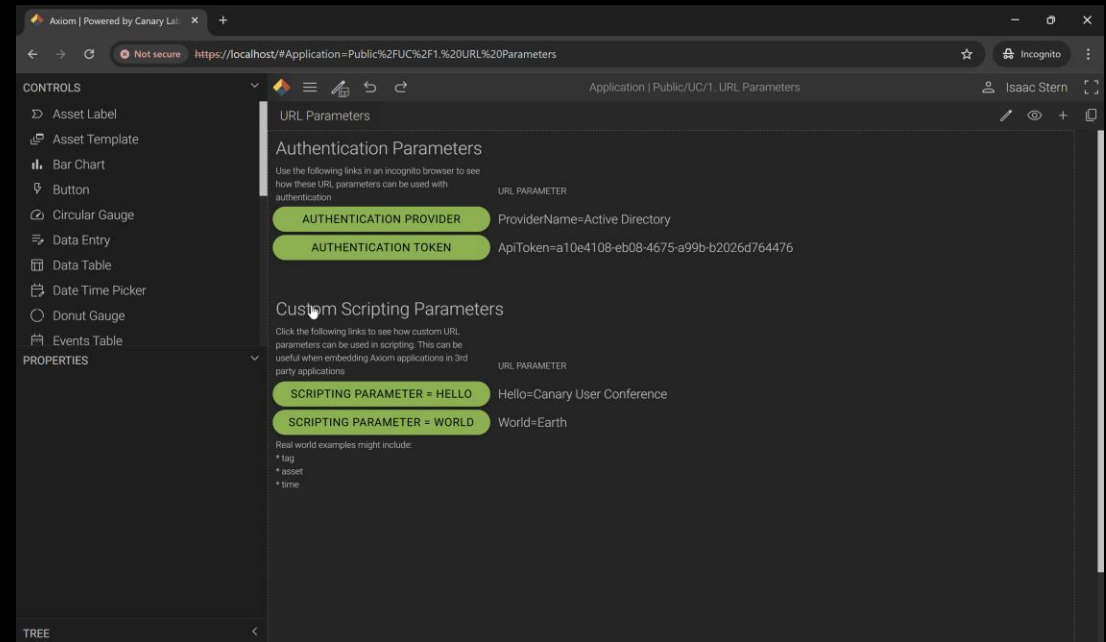 Axiom | Powered by Canary Lab
Not secure
https://localhost/#Application=Public%2FUC%2F1.%20URL%20Parameters
Incognito
CONTROLS
Application | Public/UC/1. URL Parameters
Isaac Stern
Asset Label
Asset Template
Bar Chart
Button
Circular Gauge
Data Entry
Data Table
Date Time Picker
Donut Gauge
Events Table
PROPERTIES
TREE
URL Parameters
Authentication Parameters
Use the following links in an incognito browser to see
how these URL parameters can be used with
authentication
URL PARAMETER
AUTHENTICATION PROVIDER
ProviderName=Active Directory
AUTHENTICATION TOKEN
ApiToken=a10e4108-eb08-4675-a99b-b2026d764476
Custom Scripting Parameters
Click the following links to see how custom URL
parameters can be used in scripting. This can be
useful when embedding Axiom applications in 3rd
party applications
URL PARAMETER
SCRIPTING PARAMETER = HELLO
Hello=Canary User Conference
SCRIPTING PARAMETER = WORLD
World=Earth
Real world examples might include:
* tag
* asset
* time